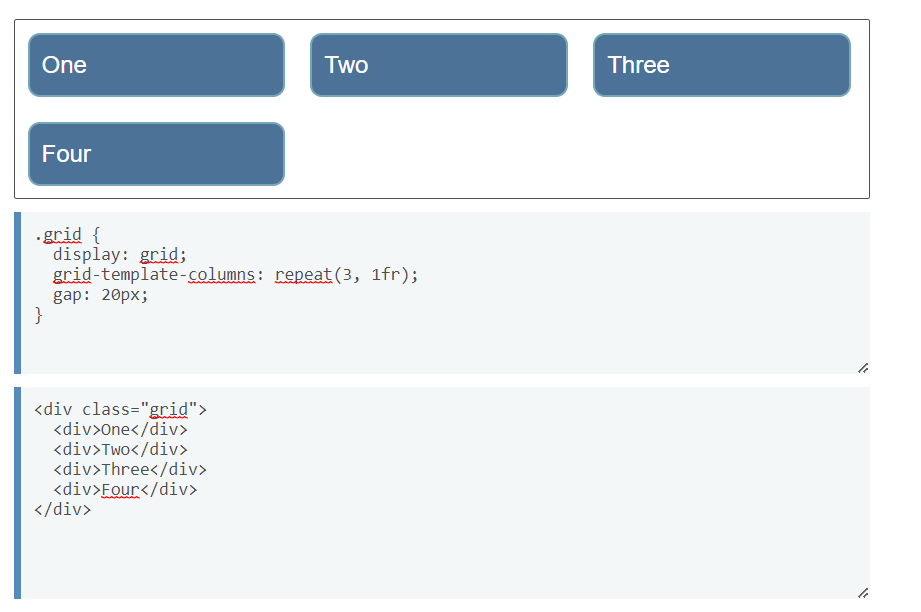 One Two Three
Four
.grid {
  display: grid;
  grid-template-columns: repeat(3, 1fr);
  gap: 20px;
}
<div class="grid">
  <div>One</div>
  <div>Two</div>
  <div>Three</div>
  <div>Four</div>
</div>